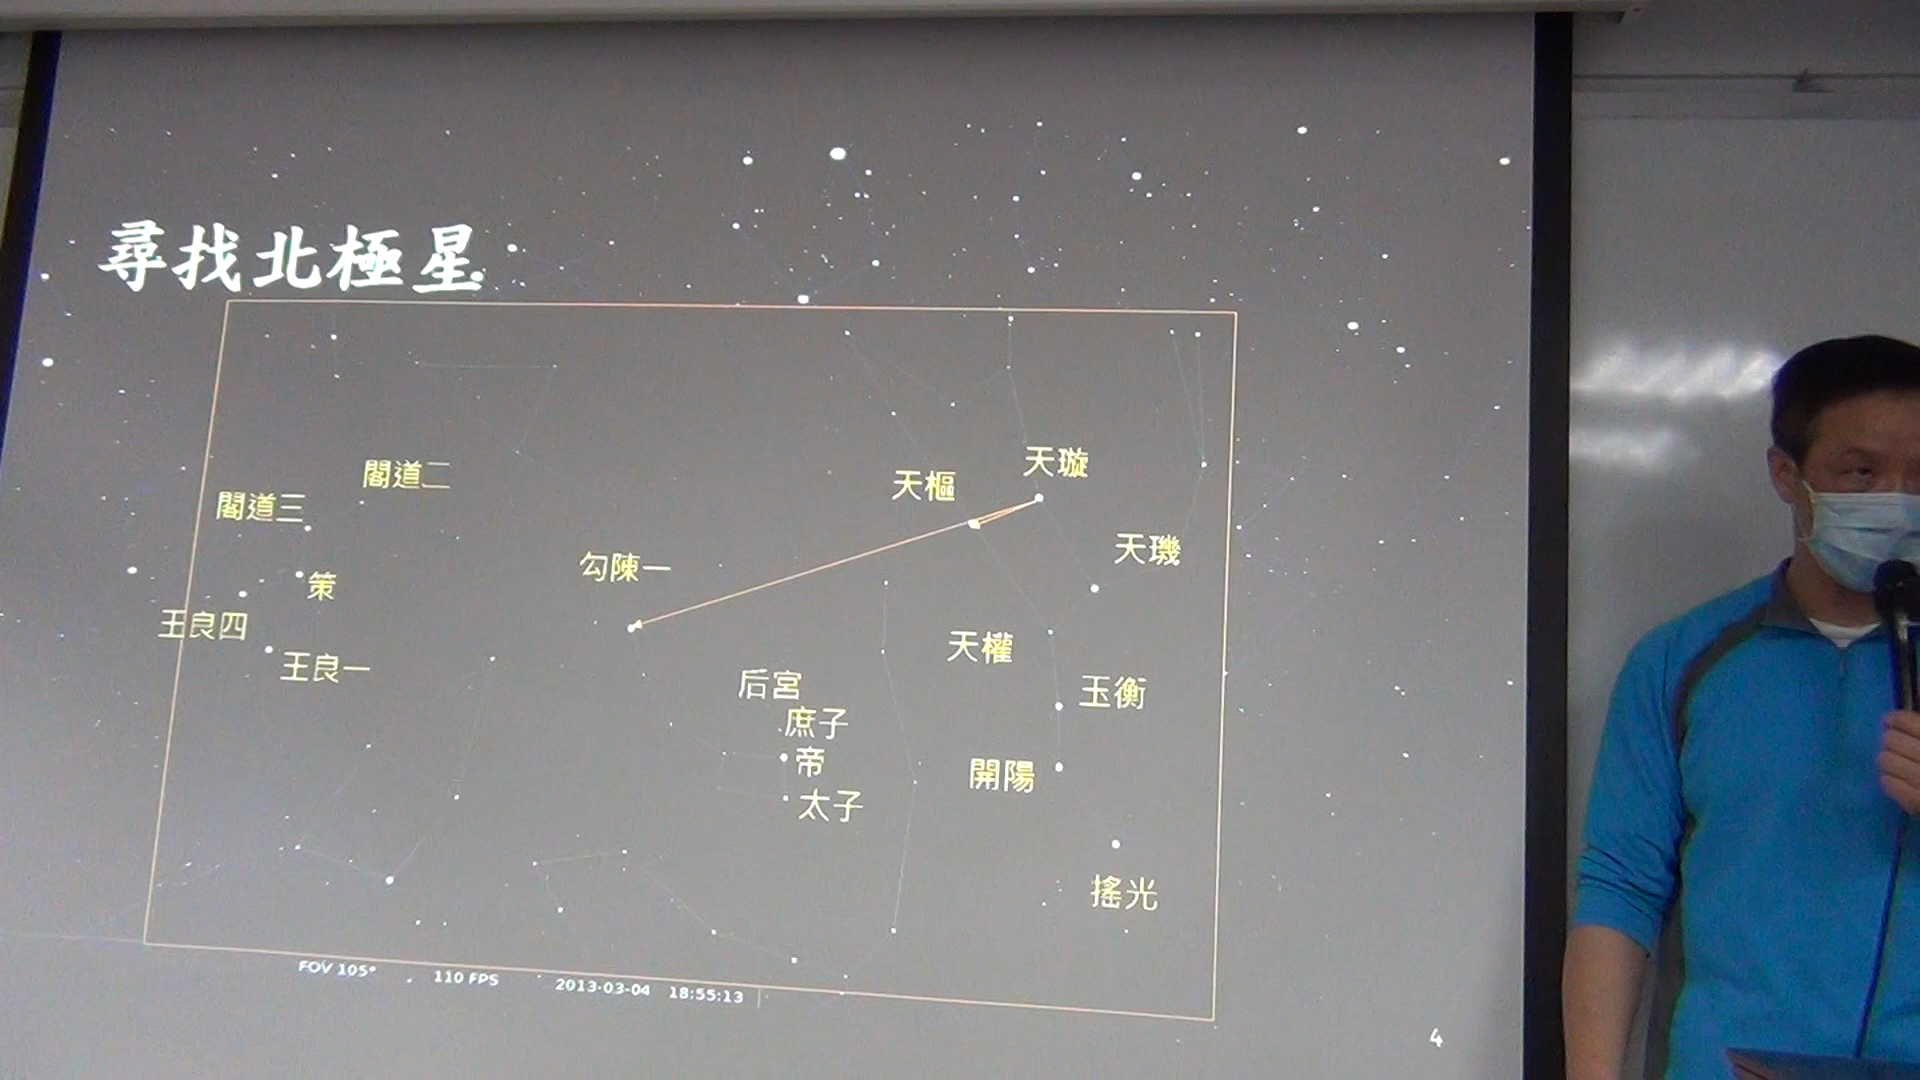 尋找北極星
天璇
天樞
閣道二
閣道三
天璣
勾陳一
策
王良四
天權
王良一
后宮
玉衡
庶子
帝
開陽
太子
搖光
FOV 105° 110 FPS 2013-03-04 18:55:13
4